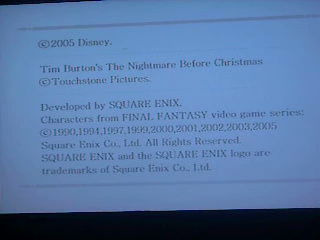 ©2005 Disney.
Tim Burton's The Nightmare Before Christmas
©Touchstone Pictures.
Developed by SQUARE ENIX.
Characters from FINAL FANTASY video game series:
©1990,1994,1997,1999,2000,2001,2002,2003,2005
Square Enix Co., Ltd. All Rights Reserved.
SQUARE ENIX and the SQUARE ENIX logo are
trademarks of Square Enix Co., Ltd.